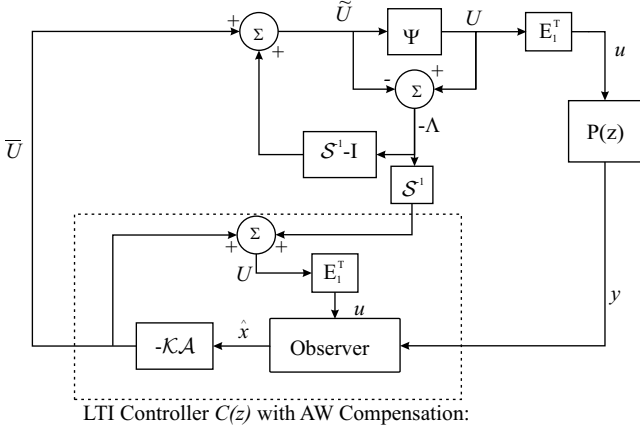 +
Σ
+
Ũ
Ψ
U
E₁ᵀ
u
-
+
Σ
-Λ
P(z)
U̅
𝒮⁻¹-I
𝒮⁻¹
+
Σ
+
U
E₁ᵀ
u
y
-𝒦𝒜
x̂
Observer
LTI Controller C(z) with AW Compensation: